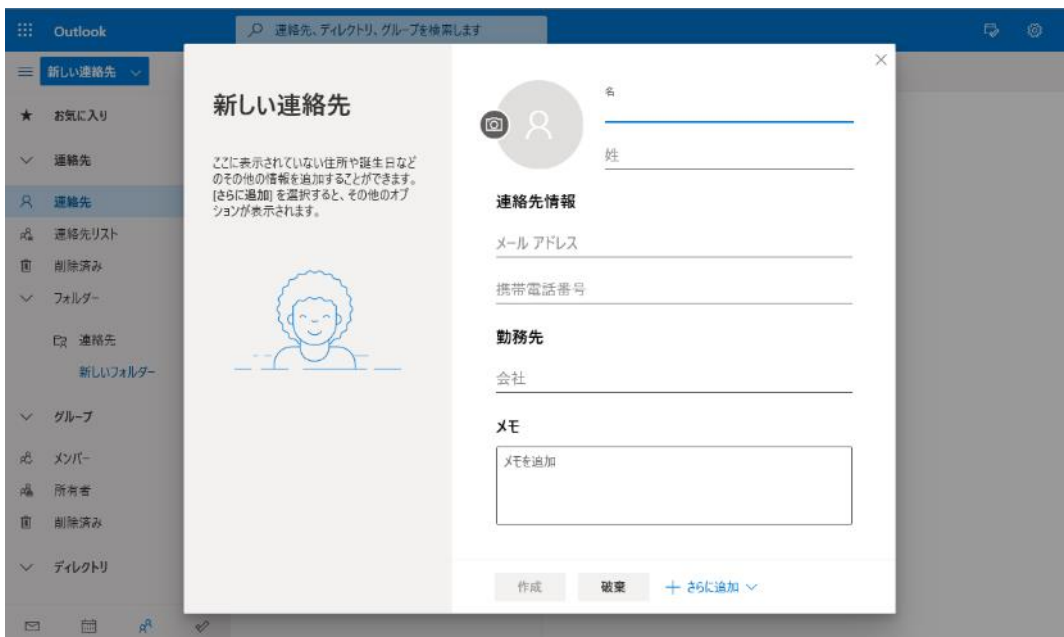 Outlook
連絡先、ディレクトリ、グループを検索します
新しい連絡先
お気に入り
連絡先
連絡先
連絡先リスト
削除済み
フォルダー
連絡先
新しいフォルダー
グループ
メンバー
所有者
削除済み
ディレクトリ
新しい連絡先
ここに表示されていない住所や誕生日など
のその他の情報を追加することができます。
[さらに追加] を選択すると、その他のオプ
ションが表示されます。
名
姓
連絡先情報
メール アドレス
携帯電話番号
勤務先
会社
メモ
メモを追加
作成
破棄
さらに追加